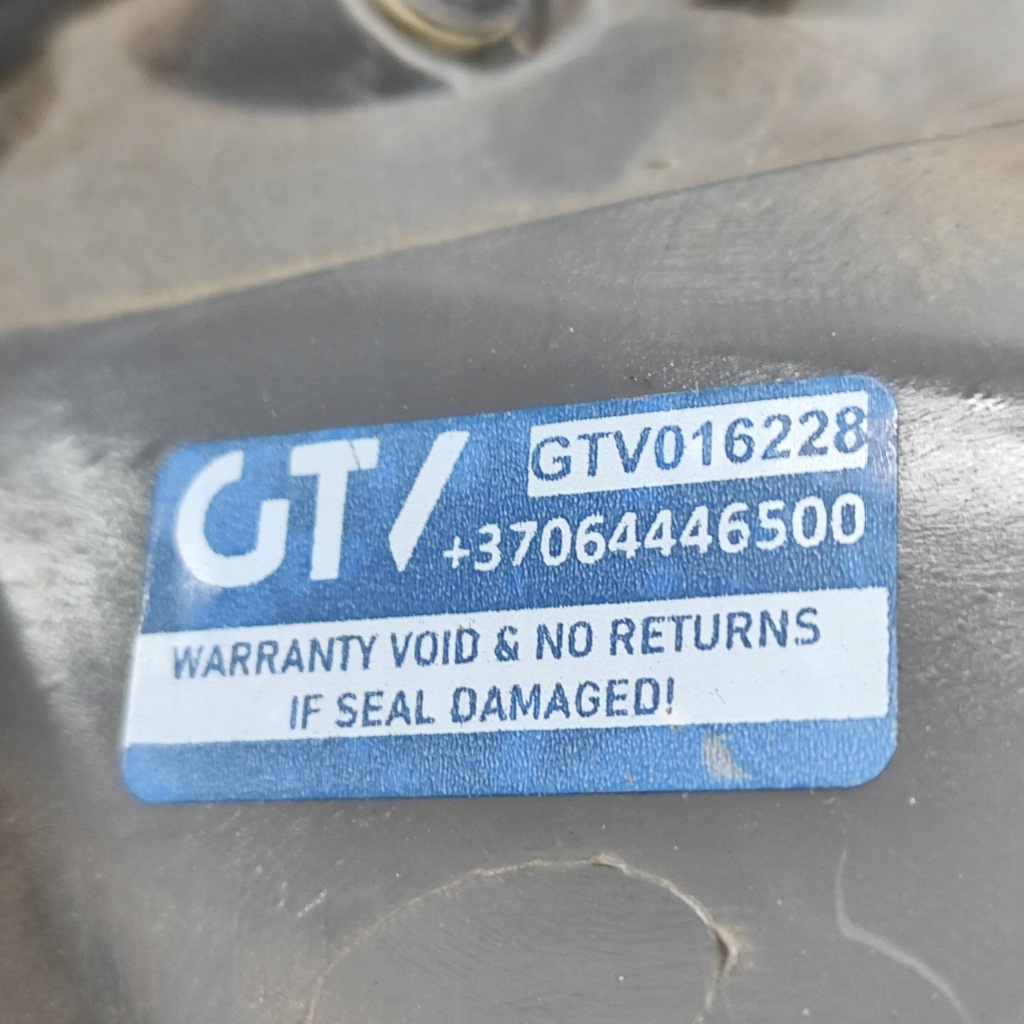 GTV GTV016228
+37064446500
WARRANTY VOID & NO RETURNS
IF SEAL DAMAGED!